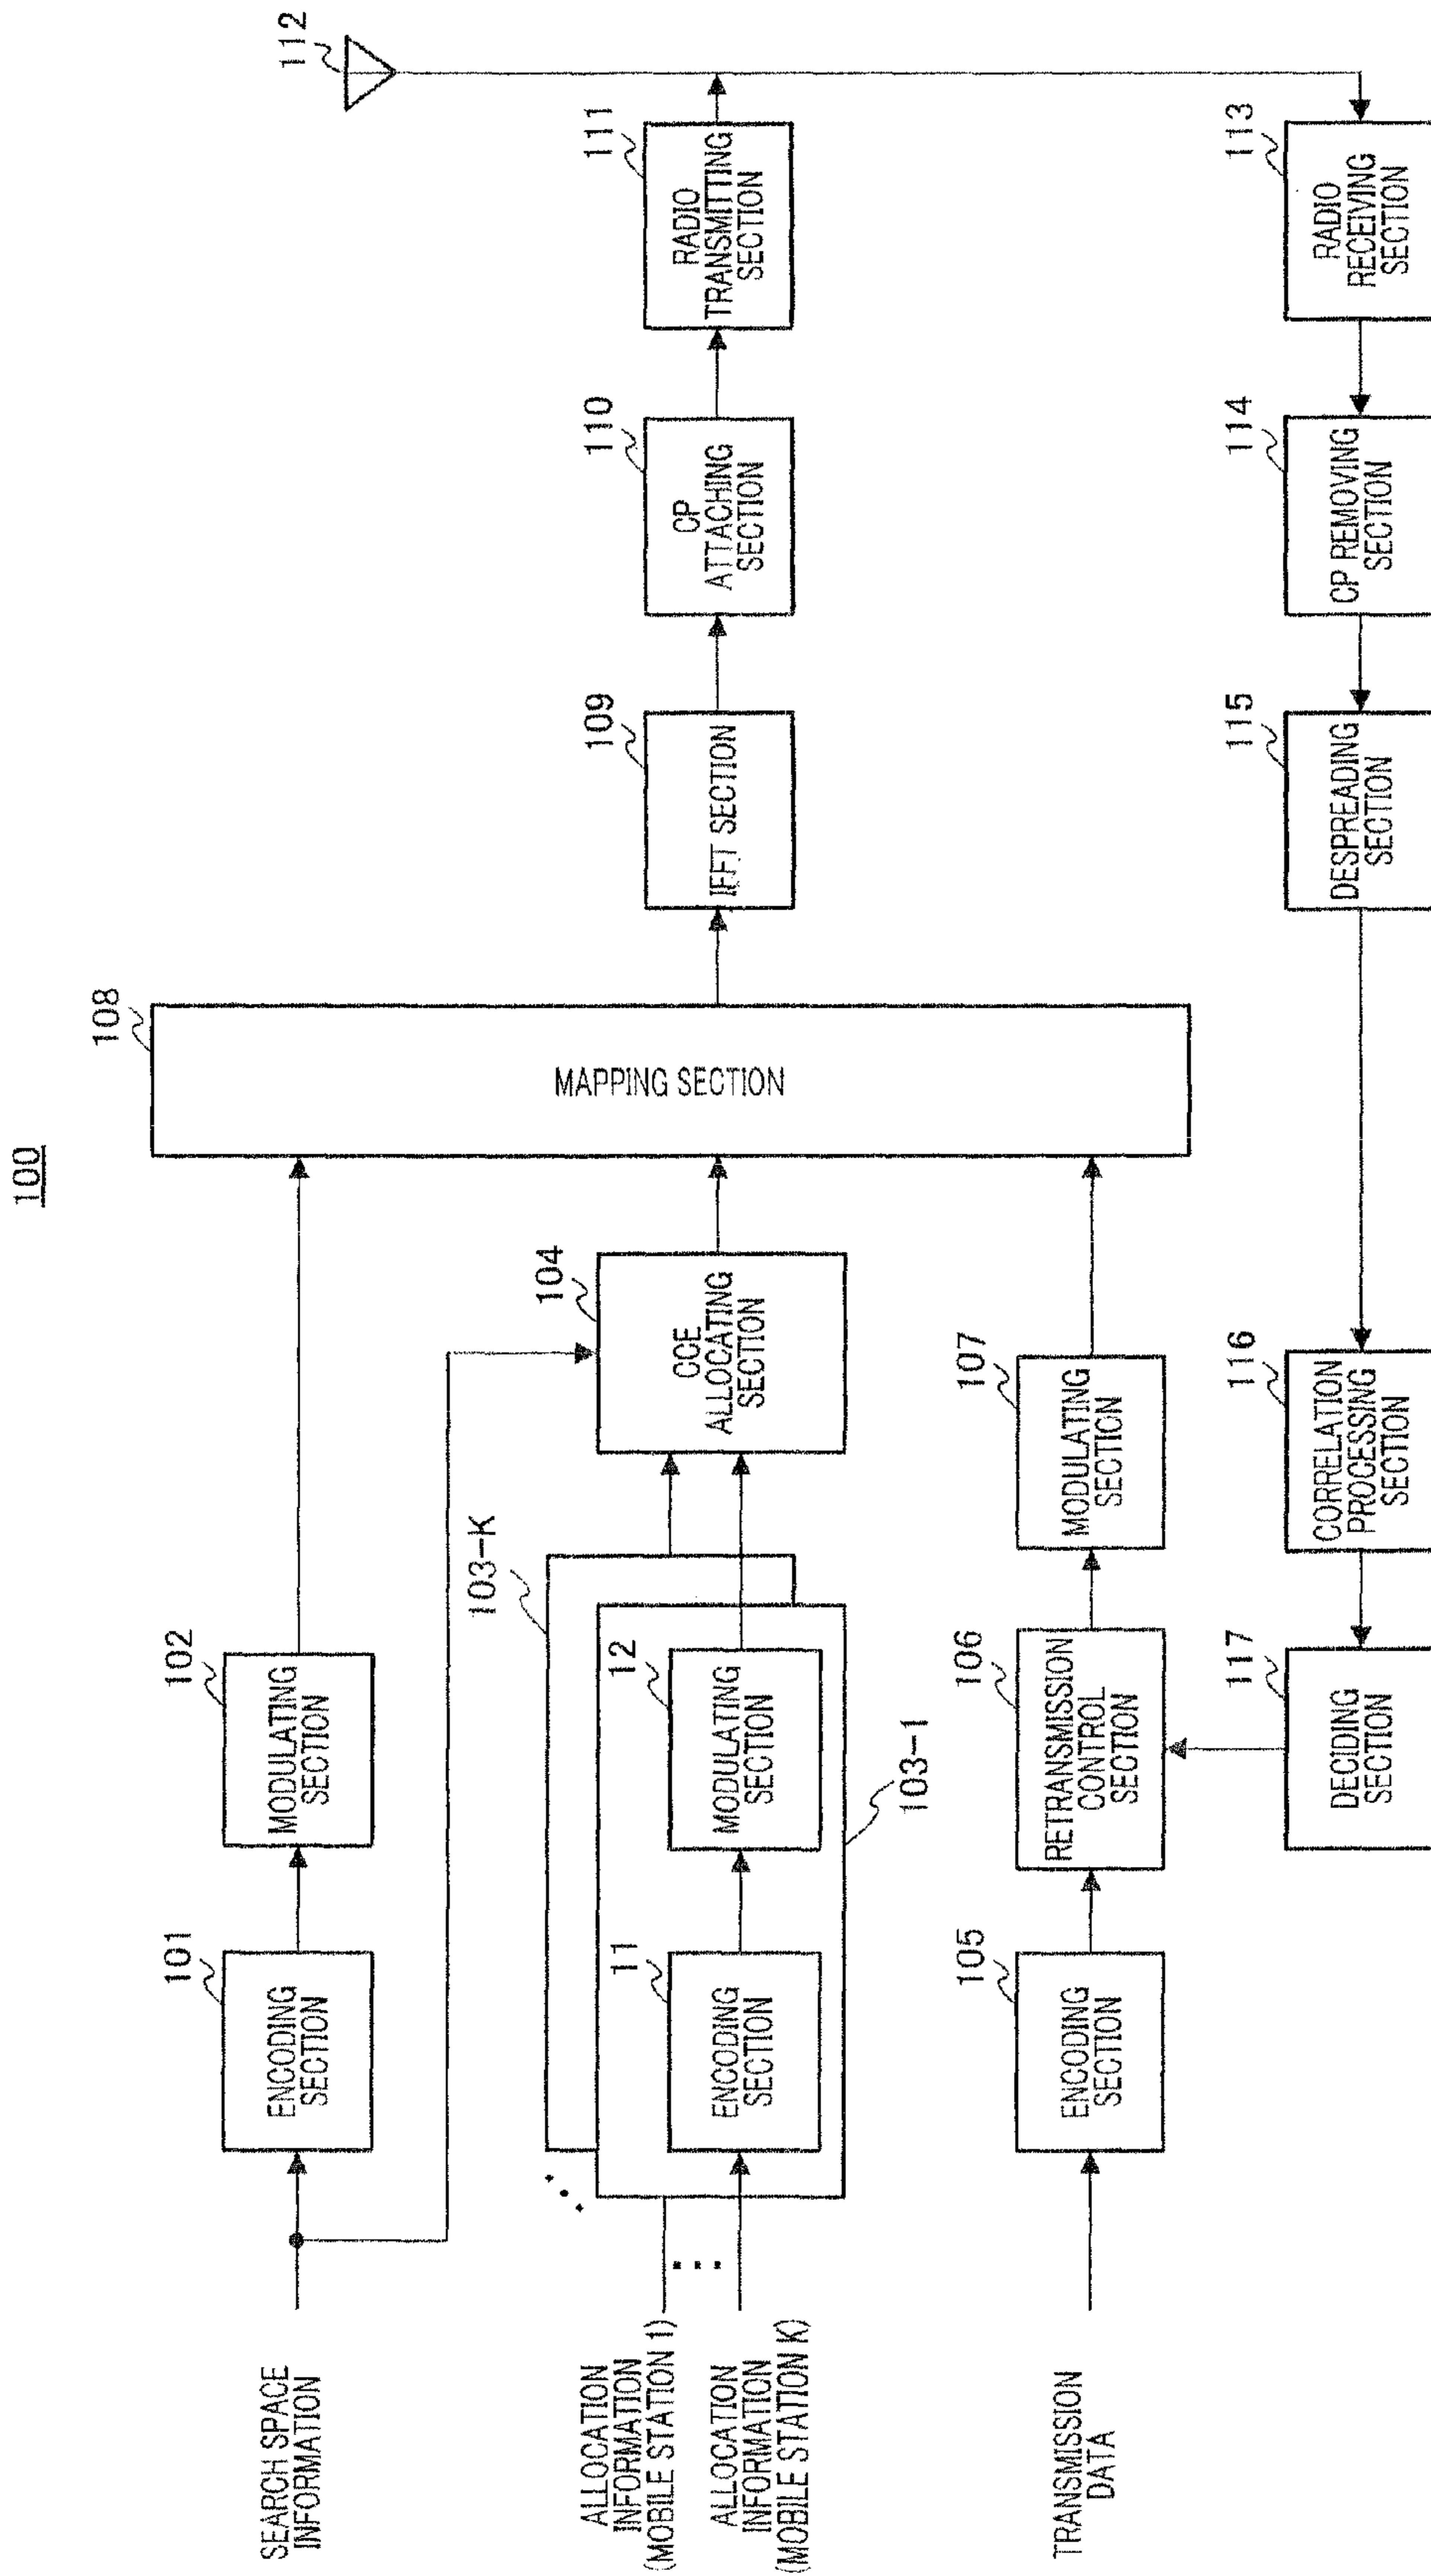 100
SEARCH SPACE
INFORMATION
101
ENCODING
SECTION
102
MODULATING
SECTION
108
MAPPING SECTION
112
ALLOCATION
INFORMATION
(MOBILE STATION 1)
ALLOCATION
INFORMATION
(MOBILE STATION K)
103-K
11
ENCODING
SECTION
12
MODULATING
SECTION
103-1
104
CCE
ALLOCATING
SECTION
109
IFFT SECTION
110
CP
ATTACHING
SECTION
111
RADIO
TRANSMITTING
SECTION
TRANSMISSION
DATA
105
ENCODING
SECTION
106
RETRANSMISSION
CONTROL
SECTION
107
MODULATING
SECTION
117
DECIDING
SECTION
116
CORRELATION
PROCESSING
SECTION
115
DESPREADING
SECTION
114
CP REMOVING
SECTION
113
RADIO
RECEIVING
SECTION